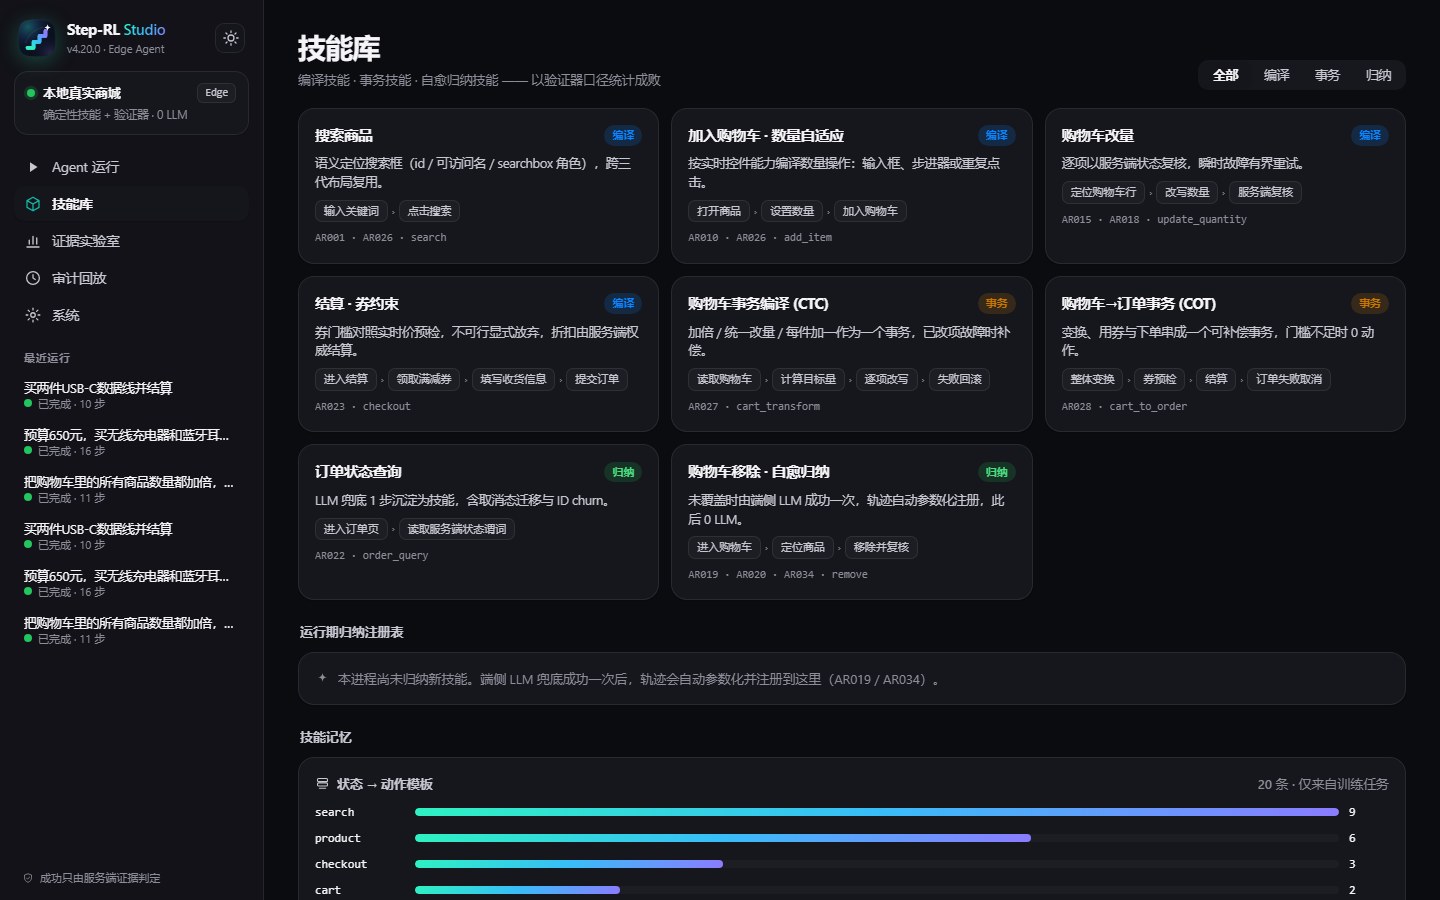 Step-RL Studio
v4.20.0 · Edge Agent
本地真实商城
Edge
确定性技能 + 验证器 · 0 LLM
Agent 运行
技能库
证据实验室
审计回放
系统
最近运行
买两件USB-C数据线并结算
已完成 · 10 步
预算650元，买无线充电器和蓝牙耳...
已完成 · 16 步
把购物车里的所有商品数量都加倍，...
已完成 · 11 步
买两件USB-C数据线并结算
已完成 · 10 步
预算650元，买无线充电器和蓝牙耳...
已完成 · 16 步
把购物车里的所有商品数量都加倍，...
已完成 · 11 步
成功只由服务端证据判定
技能库
编译技能 · 事务技能 · 自愈归纳技能 —— 以验证器口径统计成败
全部 编译 事务 归纳
搜索商品 编译
语义定位搜索框（id / 可访问名 / searchbox 角色），跨三
代布局复用。
输入关键词 › 点击搜索
AR001 · AR026 · search
加入购物车 · 数量自适应 编译
按实时控件能力编译数量操作：输入框、步进器或重复点
击。
打开商品 › 设置数量 › 加入购物车
AR010 · AR026 · add_item
购物车改量 编译
逐项以服务端状态复核，瞬时故障有界重试。
定位购物车行 › 改写数量 › 服务端复核
AR015 · AR018 · update_quantity
结算 · 券约束 编译
券门槛对照实时价预检，不可行显式放弃，折扣由服务端权
威结算。
进入结算 › 领取满减券 › 填写收货信息 › 提交订单
AR023 · checkout
购物车事务编译 (CTC) 事务
加倍 / 统一改量 / 每件加一作为一个事务，已改项故障时补
偿。
读取购物车 › 计算目标量 › 逐项改写 › 失败回滚
AR027 · cart_transform
购物车→订单事务 (COT) 事务
变换、用券与下单串成一个可补偿事务，门槛不足时 0 动
作。
整体变换 › 券预检 › 结算 › 订单失败取消
AR028 · cart_to_order
订单状态查询 归纳
LLM 兜底 1 步沉淀为技能，含取消态迁移与 ID churn。
进入订单页 › 读取服务端状态谓词
AR022 · order_query
购物车移除 · 自愈归纳 归纳
未覆盖时由端侧 LLM 成功一次，轨迹自动参数化注册，此
后 0 LLM。
进入购物车 › 定位商品 › 移除并复核
AR019 · AR020 · AR034 · remove
运行期归纳注册表
本进程尚未归纳新技能。端侧 LLM 兜底成功一次后，轨迹会自动参数化并注册到这里（AR019 / AR034）。
技能记忆
状态 → 动作模板 20 条 · 仅来自训练任务
search 9
product 6
checkout 3
cart 2